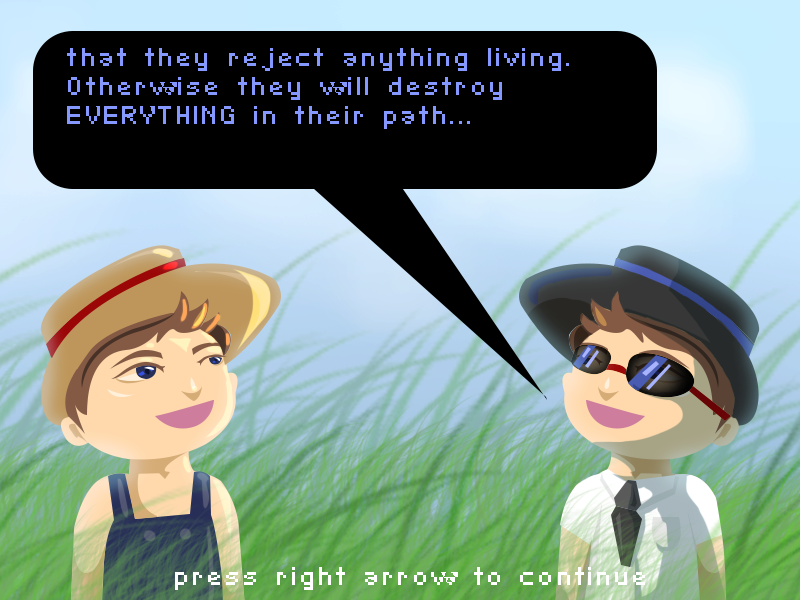 that they reject anything living.
Otherwise they will destroy
EVERYTHING in their path...
press right arrow to continue